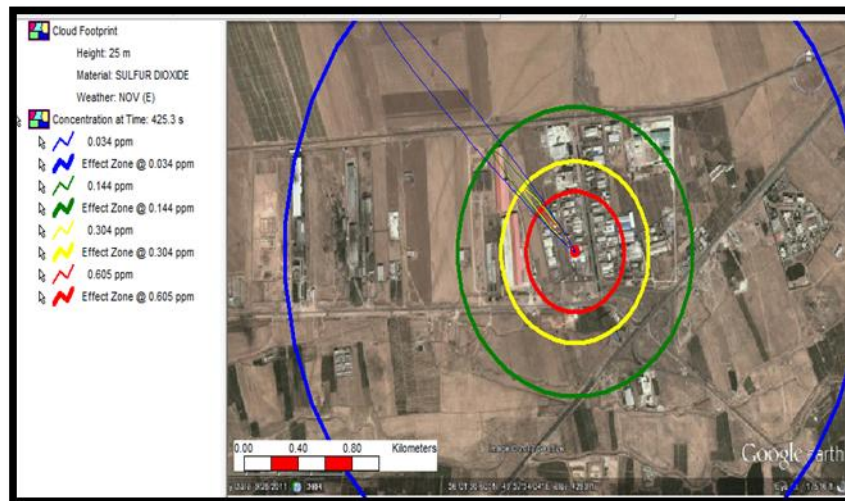 Cloud Footprint
Height: 25 m
Material: SULFUR DIOXIDE
Weather: NOV (E)
Concentration at Time: 425.3 s
0.034 ppm
Effect Zone @ 0.034 ppm
0.144 ppm
Effect Zone @ 0.144 ppm
0.304 ppm
Effect Zone @ 0.304 ppm
0.605 ppm
Effect Zone @ 0.605 ppm
0.00 0.40 0.80 Kilometers
Google earth